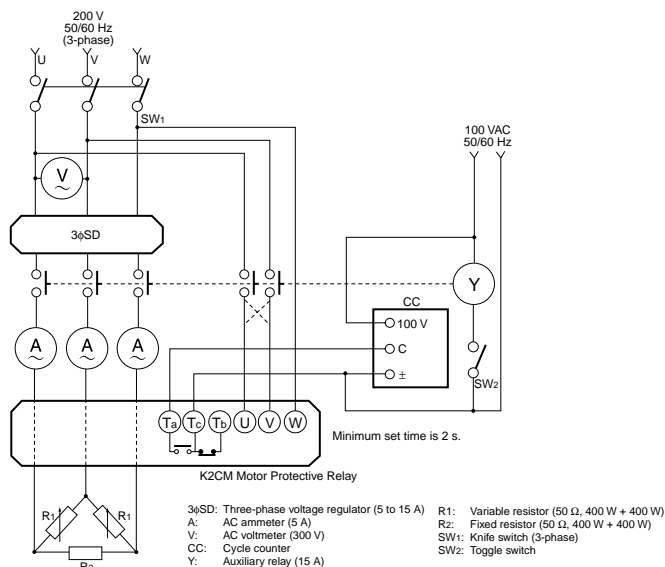 200 V
50/60 Hz
(3-phase)
U
V
W
SW1
100 VAC
50/60 Hz
V
3ϕSD
Y
CC
100 V
C
±
A
A
A
SW2
Ta
Tc
Tb
U
V
W
Minimum set time is 2 s.
K2CM Motor Protective Relay
R1
R1
R2
3ϕSD: Three-phase voltage regulator (5 to 15 A)
A: AC ammeter (5 A)
V: AC voltmeter (300 V)
CC: Cycle counter
Y: Auxiliary relay (15 A)
R1: Variable resistor (50 Ω, 400 W + 400 W)
R2: Fixed resistor (50 Ω, 400 W + 400 W)
SW1: Knife switch (3-phase)
SW2: Toggle switch